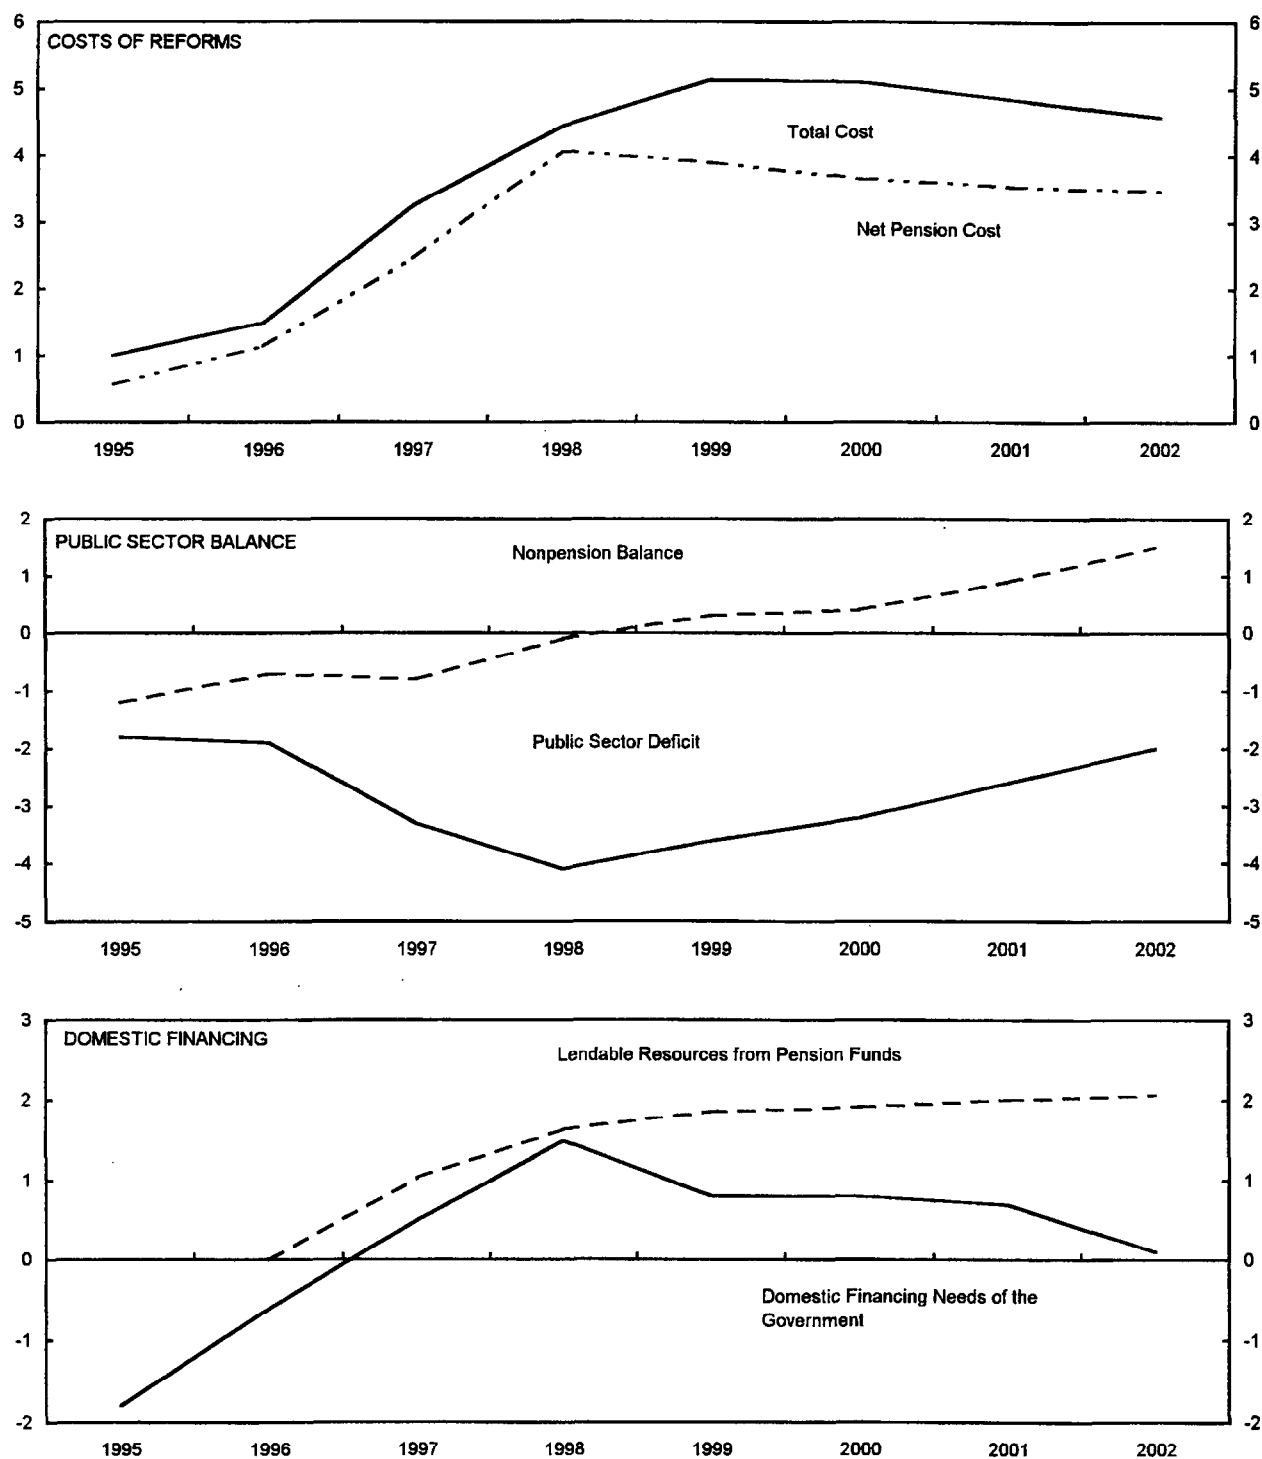 6 6
COSTS OF REFORMS
5 5
Total Cost
4 4
Net Pension Cost
3 3
2 2
1 1
0 0
1995 1996 1997 1998 1999 2000 2001 2002
2 2
PUBLIC SECTOR BALANCE
Nonpension Balance
1 1
0 0
-1 -1
Public Sector Deficit
-2 -2
-3 -3
-4 -4
-5 -5
1995 1996 1997 1998 1999 2000 2001 2002
3 3
DOMESTIC FINANCING
Lendable Resources from Pension Funds
2 2
1 1
0 0
Domestic Financing Needs of the
Government
-1 -1
-2 -2
1995 1996 1997 1998 1999 2000 2001 2002